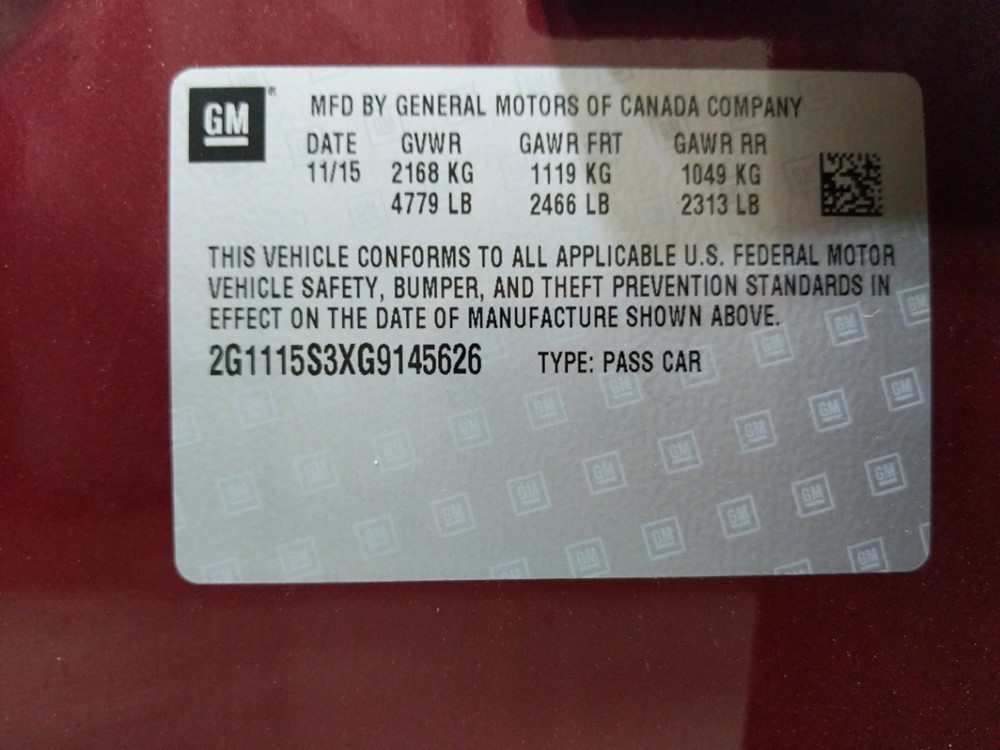 GM®
MFD BY GENERAL MOTORS OF CANADA COMPANY
DATE GVWR GAWR FRT GAWR RR
11/15 2168 KG 1119 KG 1049 KG
4779 LB 2466 LB 2313 LB
THIS VEHICLE CONFORMS TO ALL APPLICABLE U.S. FEDERAL MOTOR
VEHICLE SAFETY, BUMPER, AND THEFT PREVENTION STANDARDS IN
EFFECT ON THE DATE OF MANUFACTURE SHOWN ABOVE.
2G1115S3XG9145626 TYPE: PASS CAR